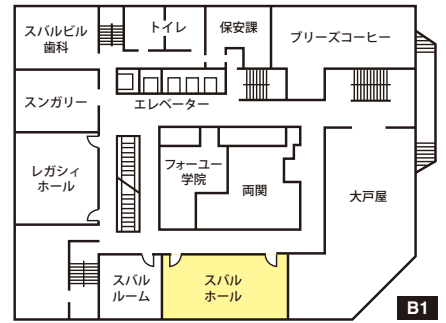 スバルビル
歯科
トイレ
保安課
ブリーズコーヒー
スンガリー
エレベーター
レガシィ
ホール
フォーユー
学院
両関
大戸屋
スバル
ルーム
スバル
ホール
B1